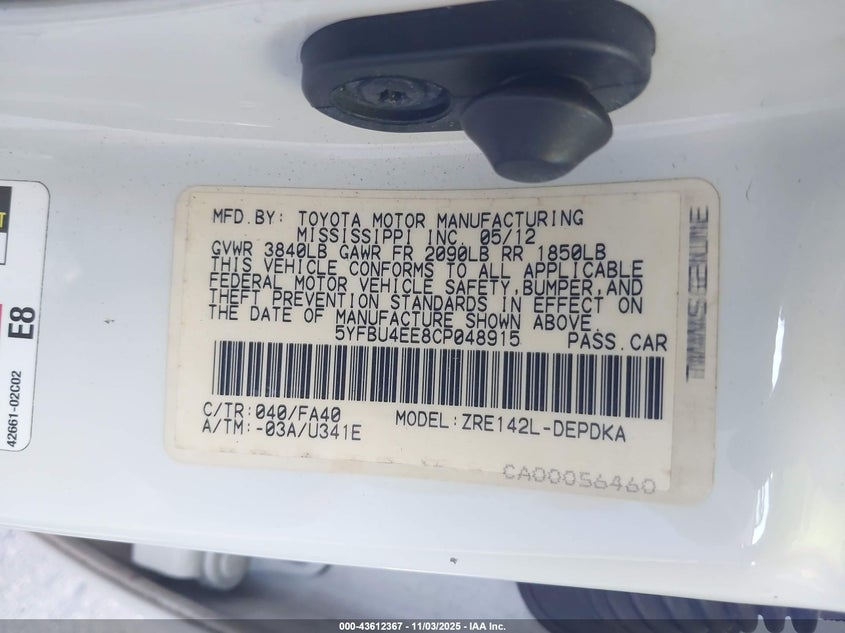 MFD.BY: TOYOTA MOTOR MANUFACTURING
MISSISSIPPI INC. 05/12
GVWR 3840LB GAWR FR 2090LB RR 1850LB
THIS VEHICLE CONFORMS TO ALL APPLICABLE
FEDERAL MOTOR VEHICLE SAFETY,BUMPER,AND
THEFT PREVENTION STANDARDS IN EFFECT ON
THE DATE OF MANUFACTURE SHOWN ABOVE.
5YFBU4EE8CP048915 PASS.CAR
C/TR:040/FA40 MODEL:ZRE142L-DEPDKA
A/TM:-03A/U341E
CA00056460
E8
42661-02C02
000-43612367 - 11/03/2025 - IAA Inc.